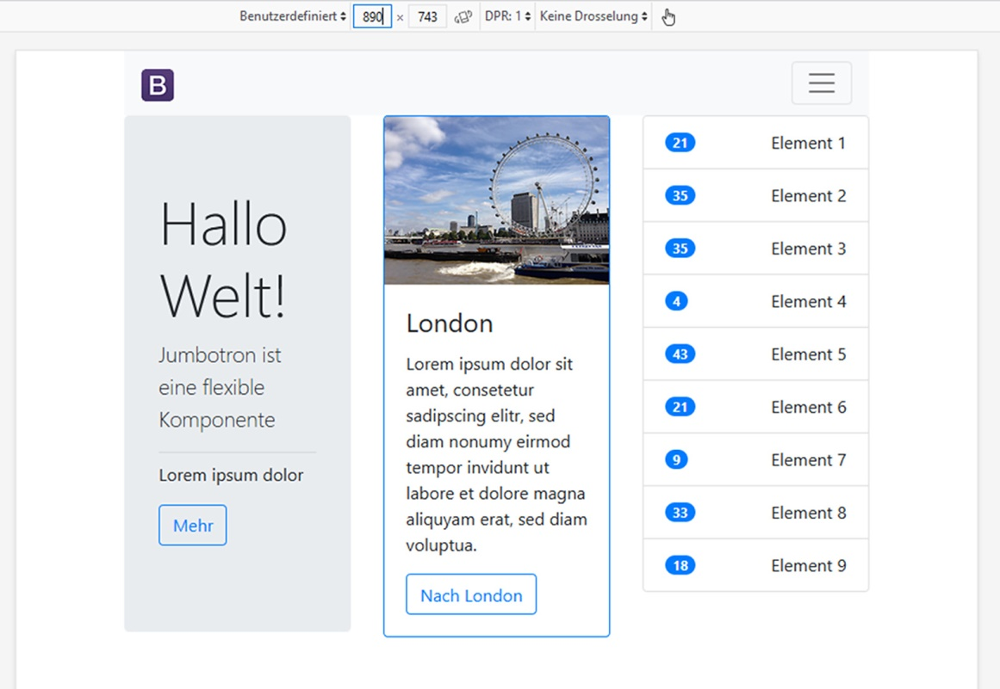 Benutzerdefiniert 890 × 743 DPR: 1 Keine Drosselung
B
Hallo
Welt!
Jumbotron ist
eine flexible
Komponente
Lorem ipsum dolor
Mehr
London
Lorem ipsum dolor sit
amet, consetetur
sadipscing elitr, sed
diam nonumy eirmod
tempor invidunt ut
labore et dolore magna
aliquyam erat, sed diam
voluptua.
Nach London
21 Element 1
35 Element 2
35 Element 3
4 Element 4
43 Element 5
21 Element 6
9 Element 7
33 Element 8
18 Element 9